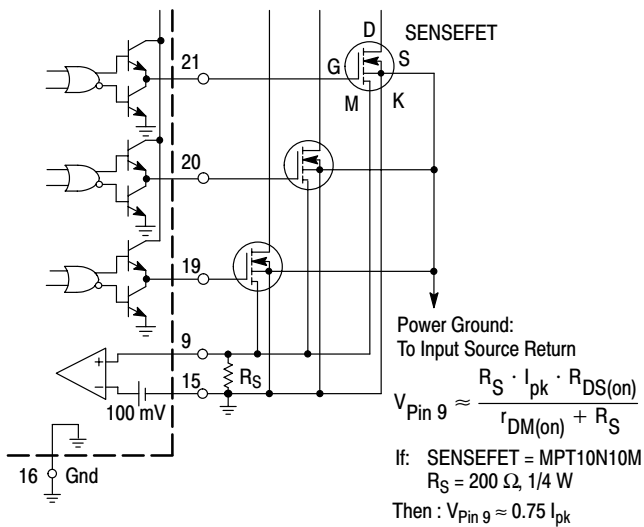 D
SENSEFET
21
G
S
M
K
20
19
Power Ground:
To Input Source Return
9
+
RS
15
−
100 mV
VPin 9 ≈ RS · Ipk · RDS(on) / rDM(on) + RS
16 Gnd
If: SENSEFET = MPT10N10M
RS = 200 Ω, 1/4 W
Then : VPin 9 ≈ 0.75 Ipk